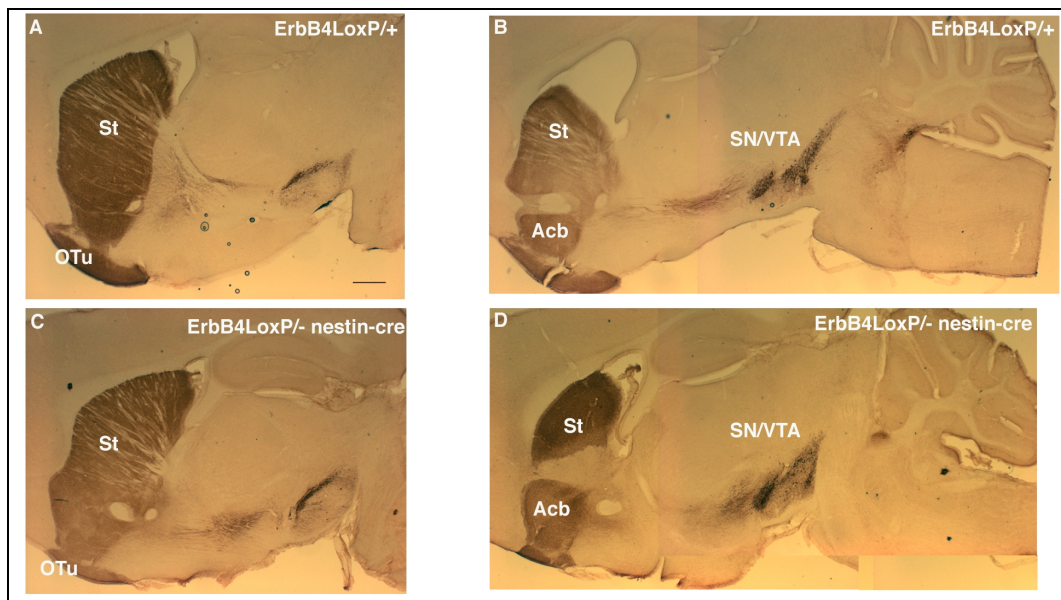 A
ErbB4LoxP/+
St
OTu
B
ErbB4LoxP/+
St
SN/VTA
Acb
C
ErbB4LoxP/- nestin-cre
St
OTu
D
ErbB4LoxP/- nestin-cre
St
SN/VTA
Acb